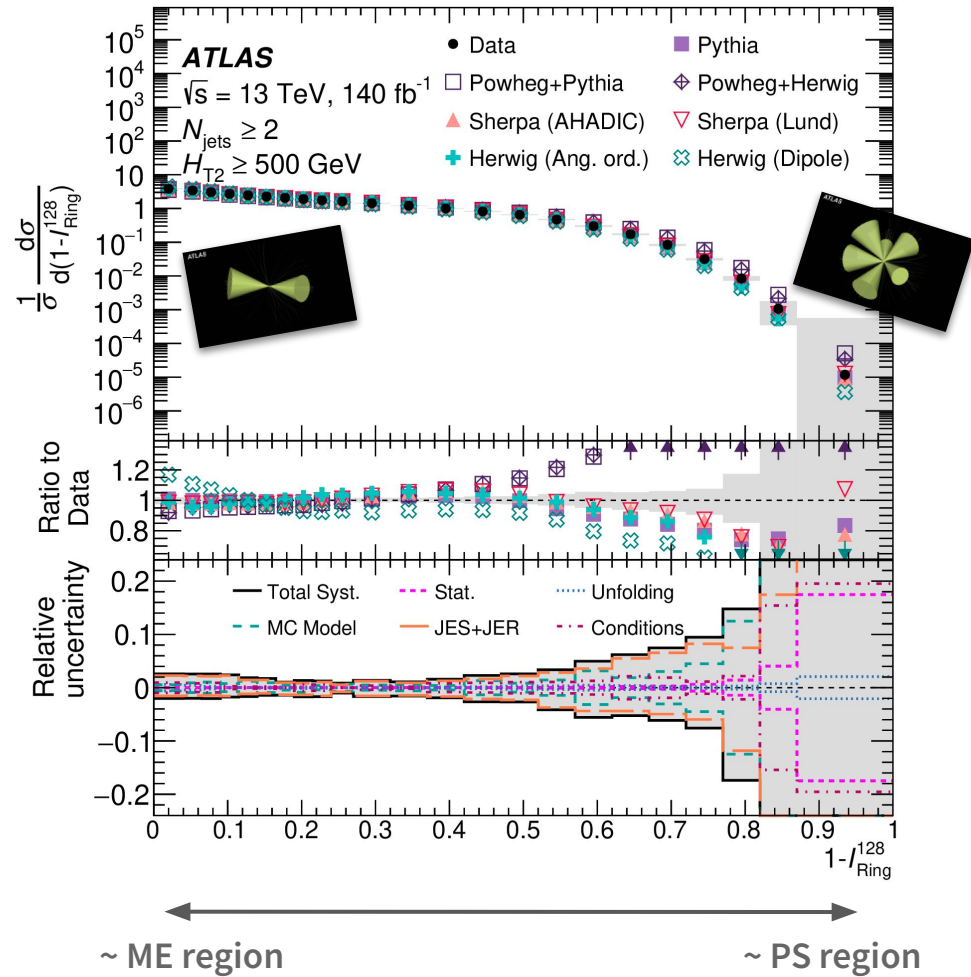 ATLAS
√s = 13 TeV, 140 fb⁻¹
N_jets ≥ 2
H_T2 ≥ 500 GeV
Data
Pythia
Powheg+Pythia
Powheg+Herwig
Sherpa (AHADIC)
Sherpa (Lund)
Herwig (Ang. ord.)
Herwig (Dipole)
1/σ dσ/d(1-I_Ring^128)
10⁵
10⁴
10³
10²
10
1
10⁻¹
10⁻²
10⁻³
10⁻⁴
10⁻⁵
10⁻⁶
ATLAS
ATLAS
Ratio to
Data
1.2
1
0.8
Relative
uncertainty
0.2
0.1
0
−0.1
−0.2
Total Syst.
Stat.
Unfolding
MC Model
JES+JER
Conditions
0 0.1 0.2 0.3 0.4 0.5 0.6 0.7 0.8 0.9 1
1-I_Ring^128
~ ME region
~ PS region